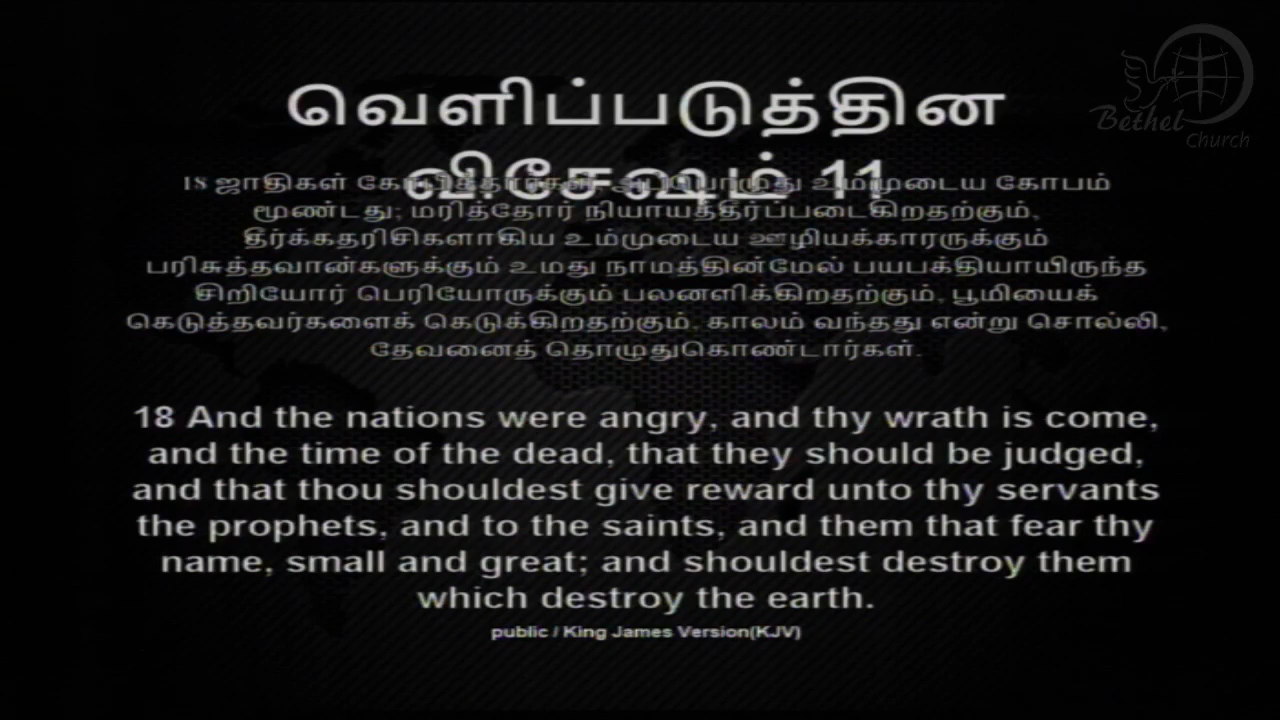 Bethel
Church
வெளிப்படுத்தின
விசேஷம் 11
18 ஜாதிகள் உம்முடைய கோபம்
மூண்டது; மரித்தோர் நியாயத்தீர்ப்படைகிறதற்கும்,
தீர்க்கதரிசிகளாகிய உம்முடைய ஊழியக்காரருக்கும்
பரிசுத்தவான்களுக்கும் உமது நாமத்தின்மேல் பயபக்தியாயிருந்த
சிறியோர் பெரியோருக்கும் பலனளிக்கிறதற்கும், பூமியைக்
கெடுத்தவர்களைக் கெடுக்கிறதற்கும், காலம் வந்தது என்று சொல்லி,
தேவனைத் தொழுதுகொண்டார்கள்.
18 And the nations were angry, and thy wrath is come,
and the time of the dead, that they should be judged,
and that thou shouldest give reward unto thy servants
the prophets, and to the saints, and them that fear thy
name, small and great; and shouldest destroy them
which destroy the earth.
public / King James Version(KJV)